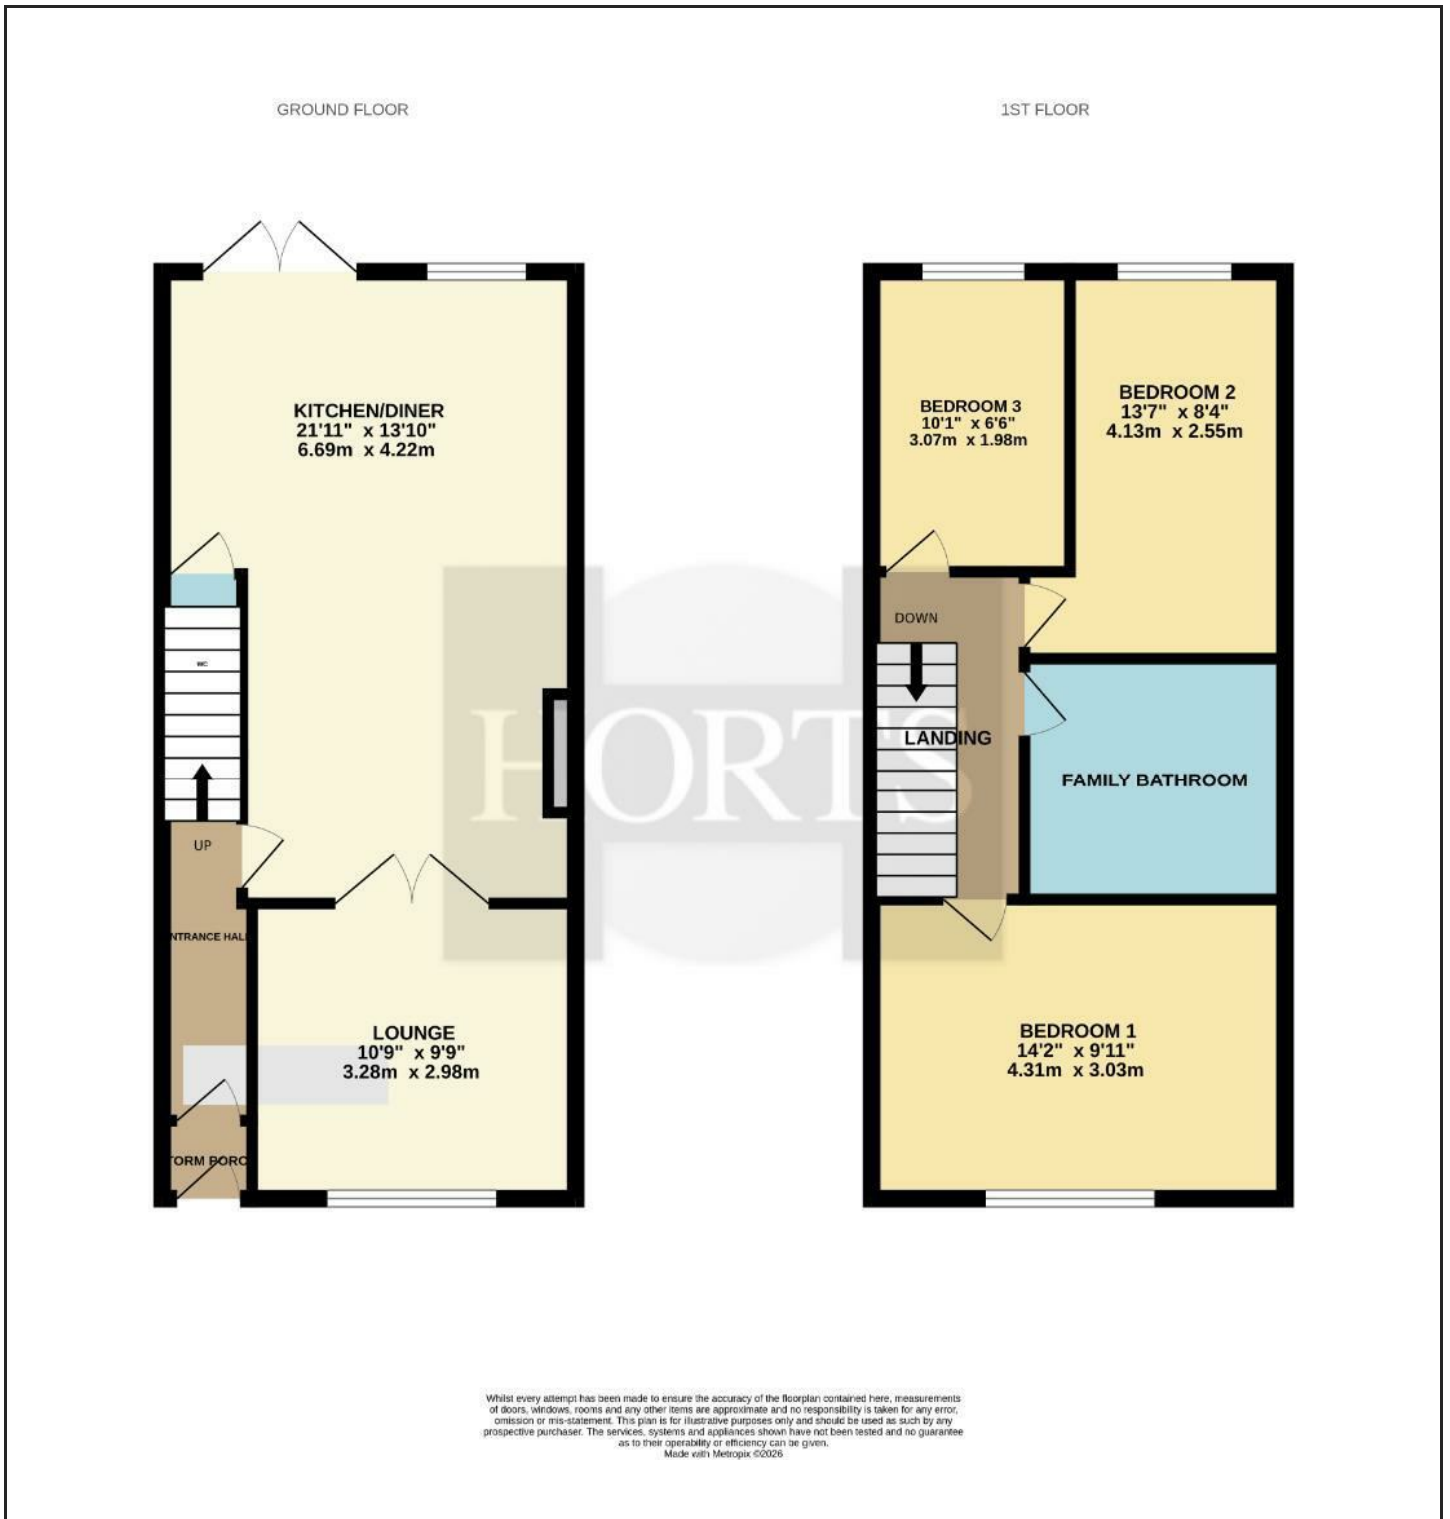 GROUND FLOOR
KITCHEN/DINER
21'11" x 13'10"
6.69m x 4.22m
WC
UP
NTRANCE HAL
LOUNGE
10'9" x 9'9"
3.28m x 2.98m
TORM PORC
1ST FLOOR
BEDROOM 3
10'1" x 6'6"
3.07m x 1.98m
BEDROOM 2
13'7" x 8'4"
4.13m x 2.55m
DOWN
LANDING
FAMILY BATHROOM
BEDROOM 1
14'2" x 9'11"
4.31m x 3.03m
HORTS
Whilst every attempt has been made to ensure the accuracy of the floorplan contained here, measurements
of doors, windows, rooms and any other items are approximate and no responsibility is taken for any error,
omission or mis-statement. This plan is for illustrative purposes only and should be used as such by any
prospective purchaser. The services, systems and appliances shown have not been tested and no guarantee
as to their operability or efficiency can be given.
Made with Metropix ©2026